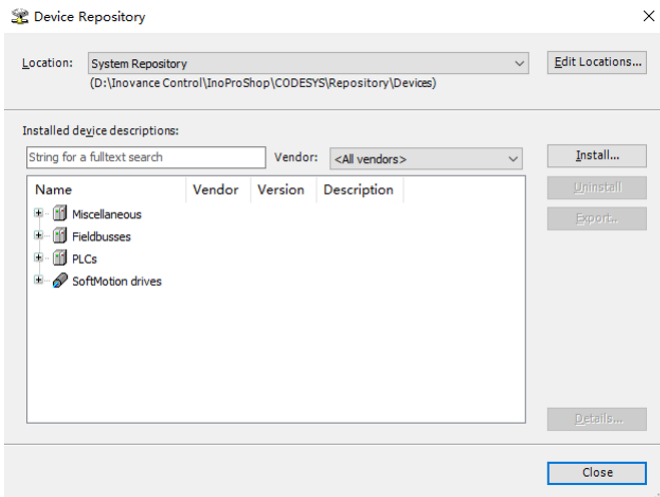 Device Repository
Location: System Repository Edit Locations...
(D:\Inovance Control\InoProShop\CODESYS\Repository\Devices)
Installed device descriptions:
String for a fulltext search Vendor: <All vendors> Install...
Name Vendor Version Description Uninstall
Miscellaneous Export...
Fieldbusses
PLCs
SoftMotion drives
Details...
Close